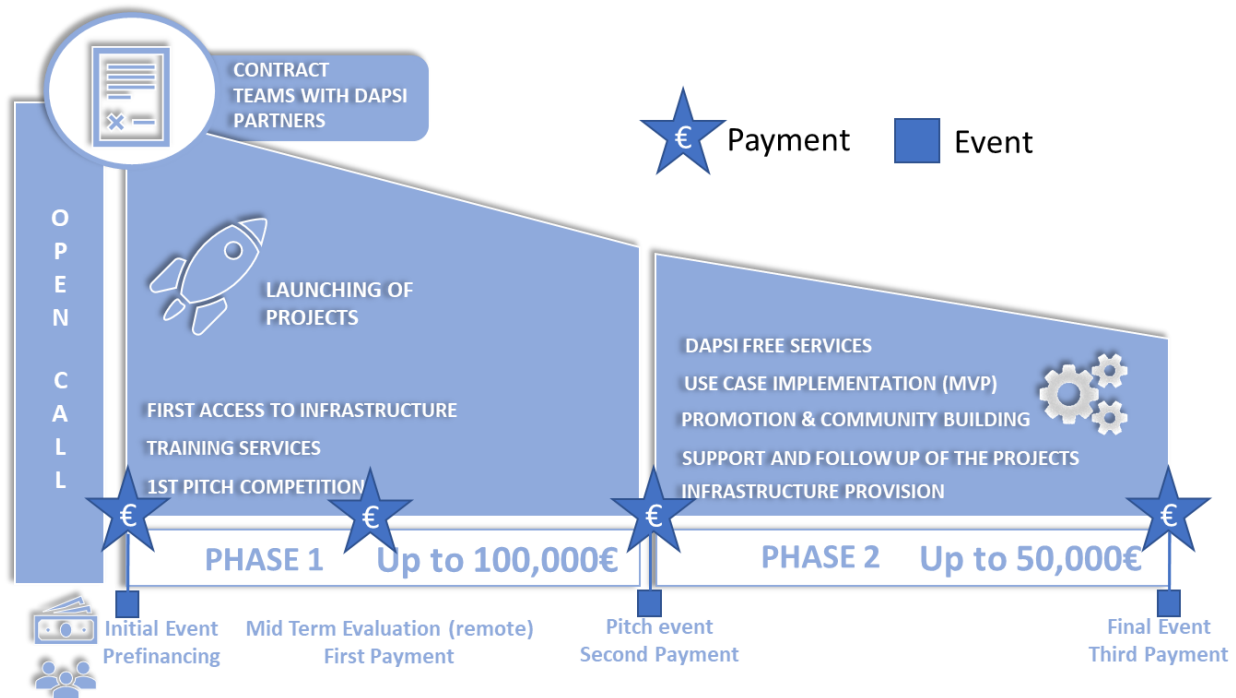 CONTRACT
TEAMS WITH DAPSI
PARTNERS
€ Payment
Event
OPEN CALL
LAUNCHING OF
PROJECTS
FIRST ACCESS TO INFRASTRUCTURE
TRAINING SERVICES
1ST PITCH COMPETITION
DAPSI FREE SERVICES
USE CASE IMPLEMENTATION (MVP)
PROMOTION & COMMUNITY BUILDING
SUPPORT AND FOLLOW UP OF THE PROJECTS
INFRASTRUCTURE PROVISION
€ € € €
PHASE 1 Up to 100,000€
PHASE 2 Up to 50,000€
Initial Event
Prefinancing
Mid Term Evaluation (remote)
First Payment
Pitch event
Second Payment
Final Event
Third Payment